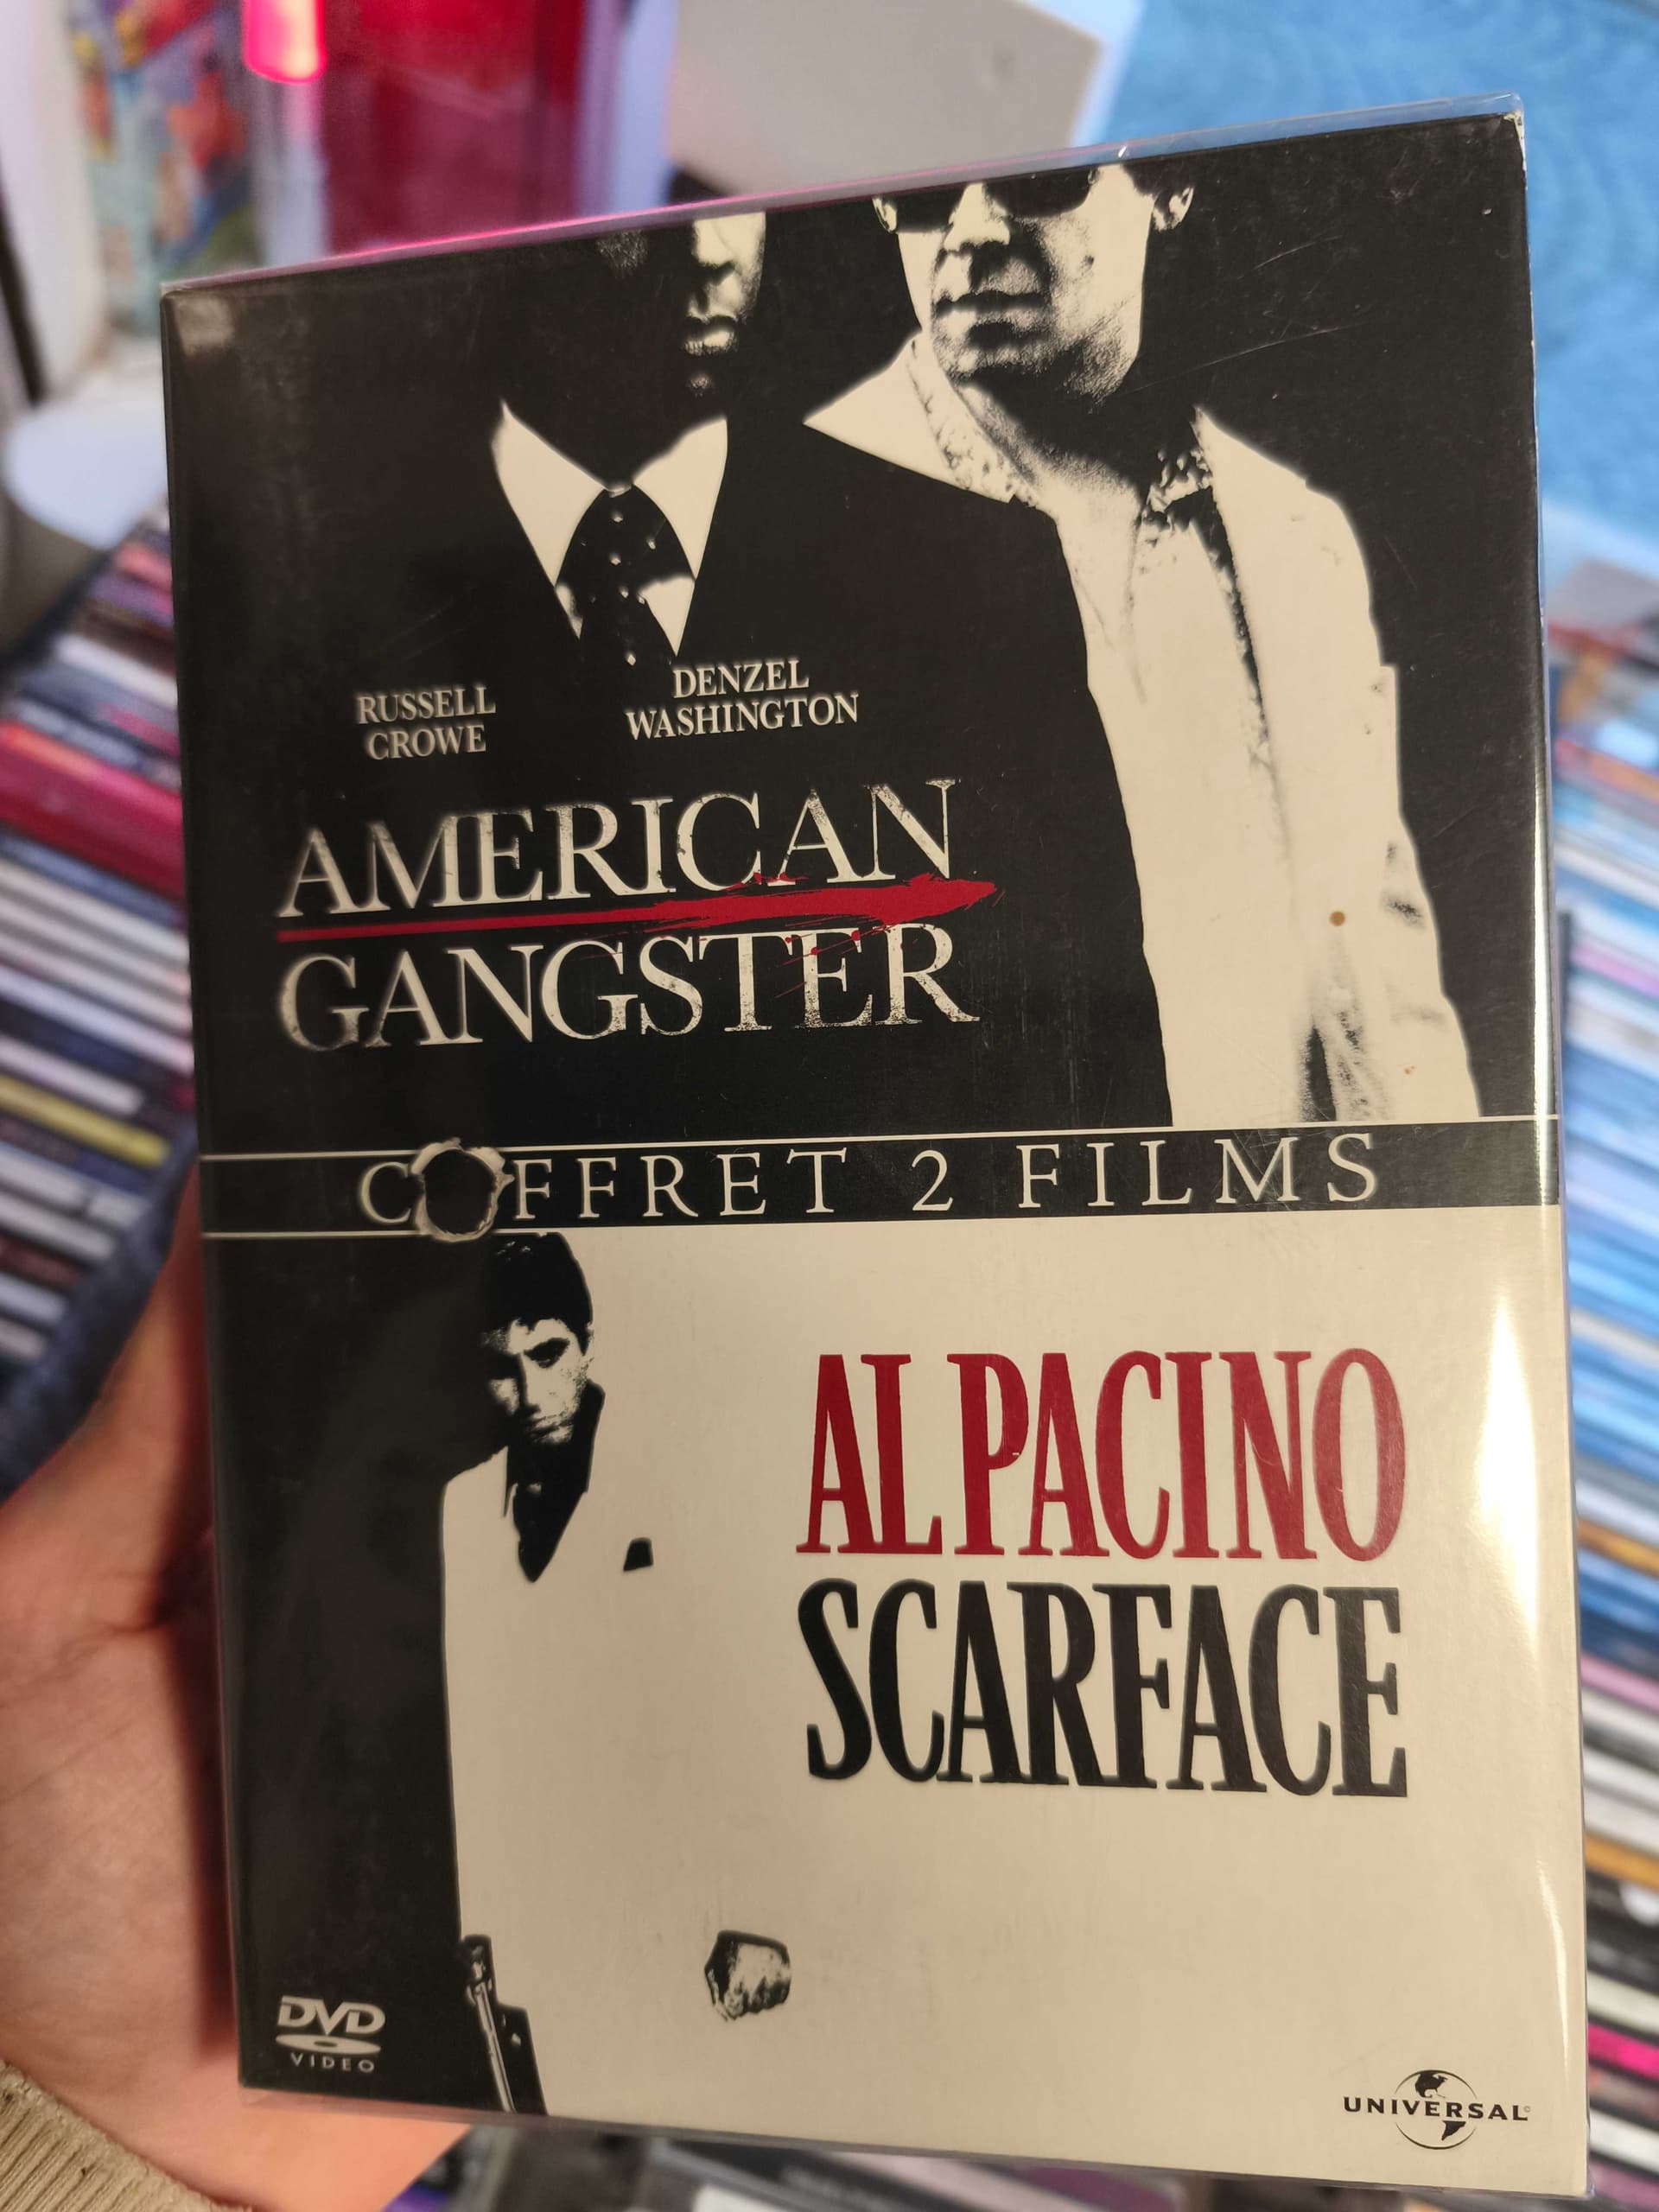 RUSSELL
CROWE
DENZEL
WASHINGTON
AMERICAN
GANGSTER
COFFRET 2 FILMS
AL PACINO
SCARFACE
DVD
VIDEO
UNIVERSAL